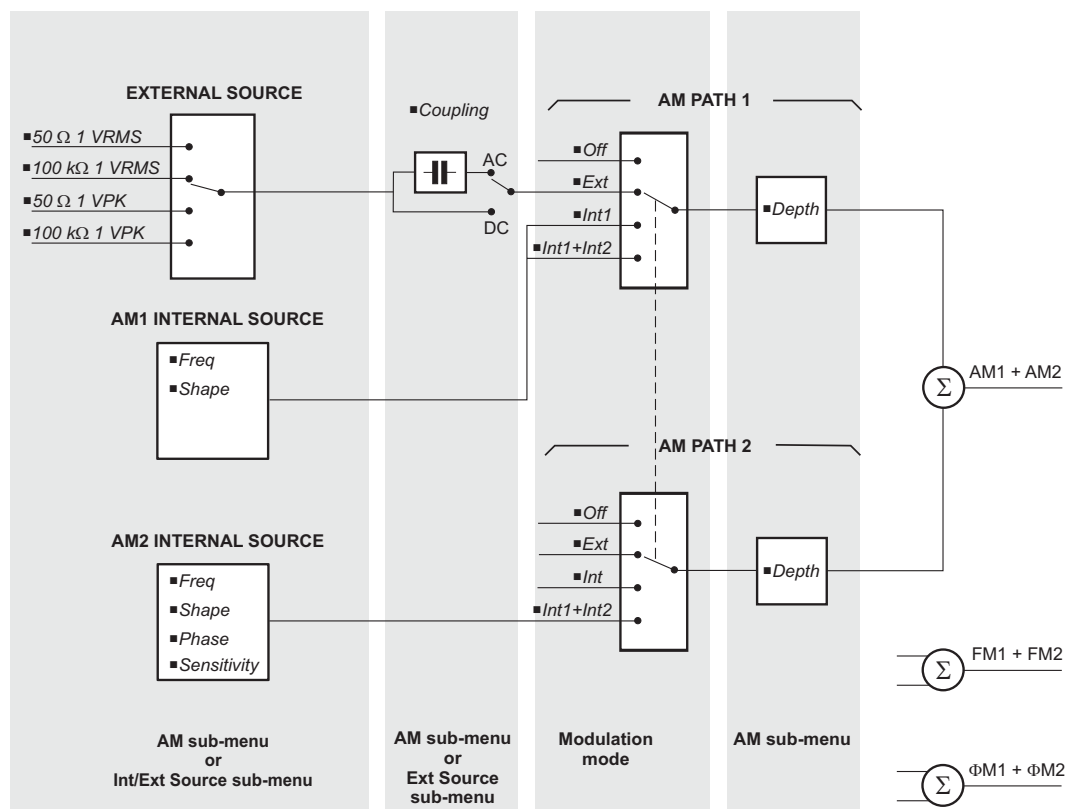 EXTERNAL SOURCE
■50 Ω 1 VRMS
■100 kΩ 1 VRMS
■50 Ω 1 VPK
■100 kΩ 1 VPK
■Coupling
AC
DC
AM PATH 1
■Off
■Ext
■Int1
■Int1+Int2
■Depth
AM1 INTERNAL SOURCE
■Freq
■Shape
Σ
AM1 + AM2
AM PATH 2
■Off
■Ext
■Int
■Int1+Int2
■Depth
AM2 INTERNAL SOURCE
■Freq
■Shape
■Phase
■Sensitivity
Σ
FM1 + FM2
AM sub-menu
or
Int/Ext Source sub-menu
AM sub-menu
or
Ext Source
sub-menu
Modulation
mode
AM sub-menu
Σ
ΦM1 + ΦM2